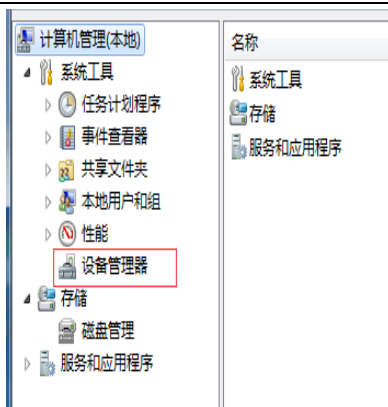 计算机管理(本地)
系统工具
任务计划程序
事件查看器
共享文件夹
本地用户和组
性能
设备管理器
存储
磁盘管理
服务和应用程序
名称
系统工具
存储
服务和应用程序